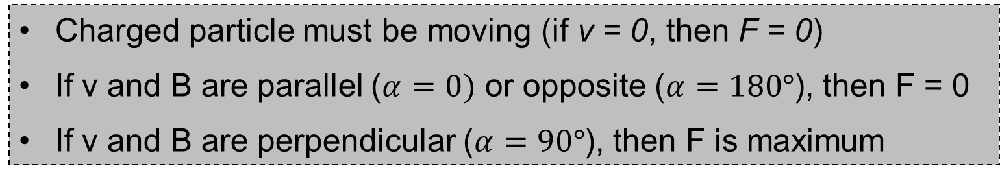 • Charged particle must be moving (if v = 0, then F = 0)
• If v and B are parallel (α = 0) or opposite (α = 180°), then F = 0
• If v and B are perpendicular (α = 90°), then F is maximum